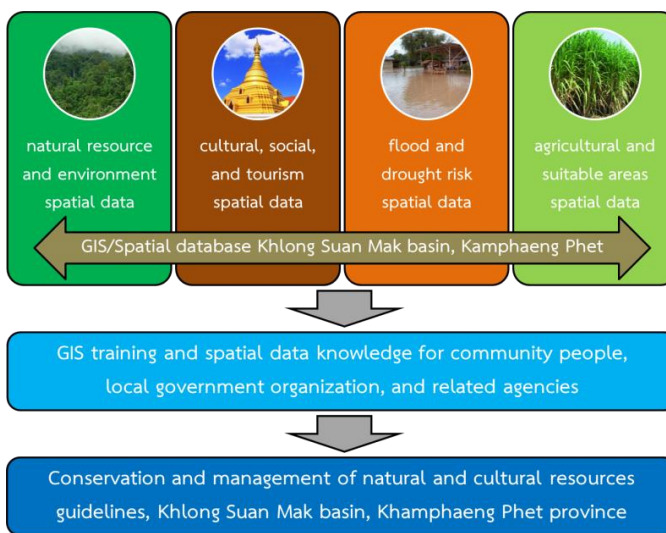 natural resource
and environment
spatial data
cultural, social,
and tourism
spatial data
flood and
drought risk
spatial data
agricultural and
suitable areas
spatial data
GIS/Spatial database Khlong Suan Mak basin, Kamphaeng Phet
GIS training and spatial data knowledge for community people,
local government organization, and related agencies
Conservation and management of natural and cultural resources
guidelines, Khlong Suan Mak basin, Khamphaeng Phet province